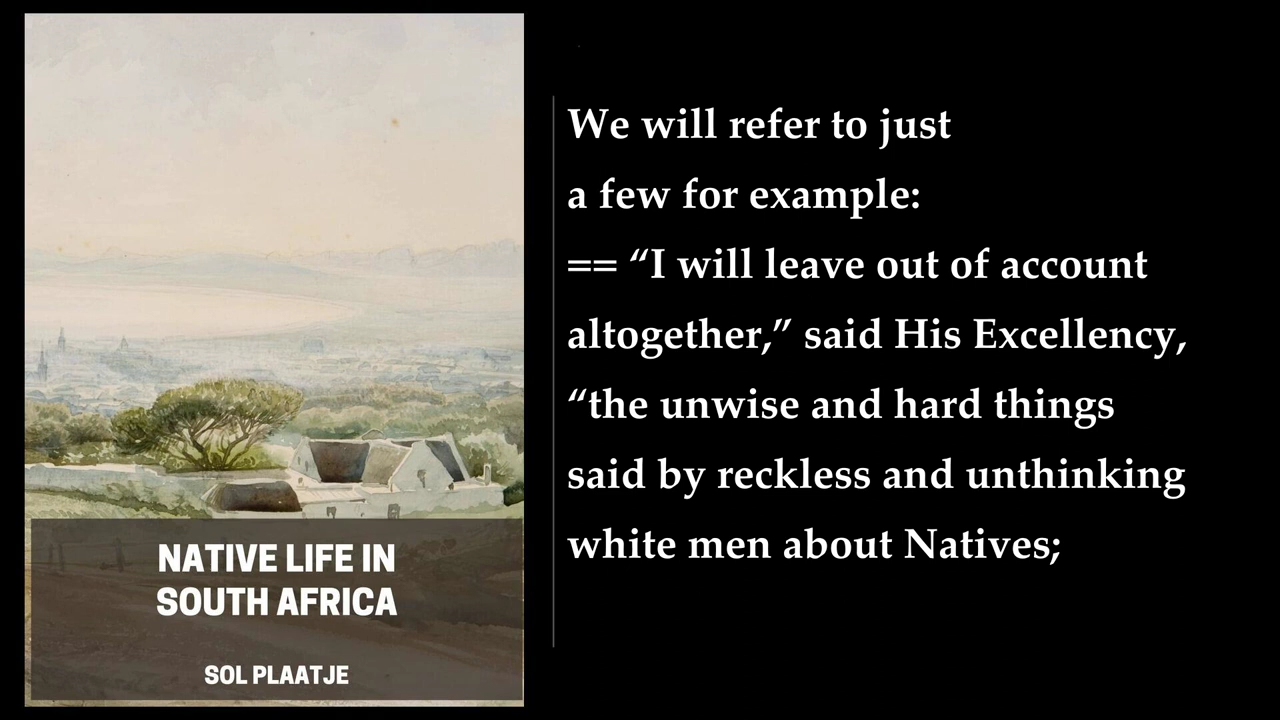 NATIVE LIFE IN
SOUTH AFRICA
SOL PLAATJE
We will refer to just
a few for example:
== “I will leave out of account
altogether,” said His Excellency,
“the unwise and hard things
said by reckless and unthinking
white men about Natives;